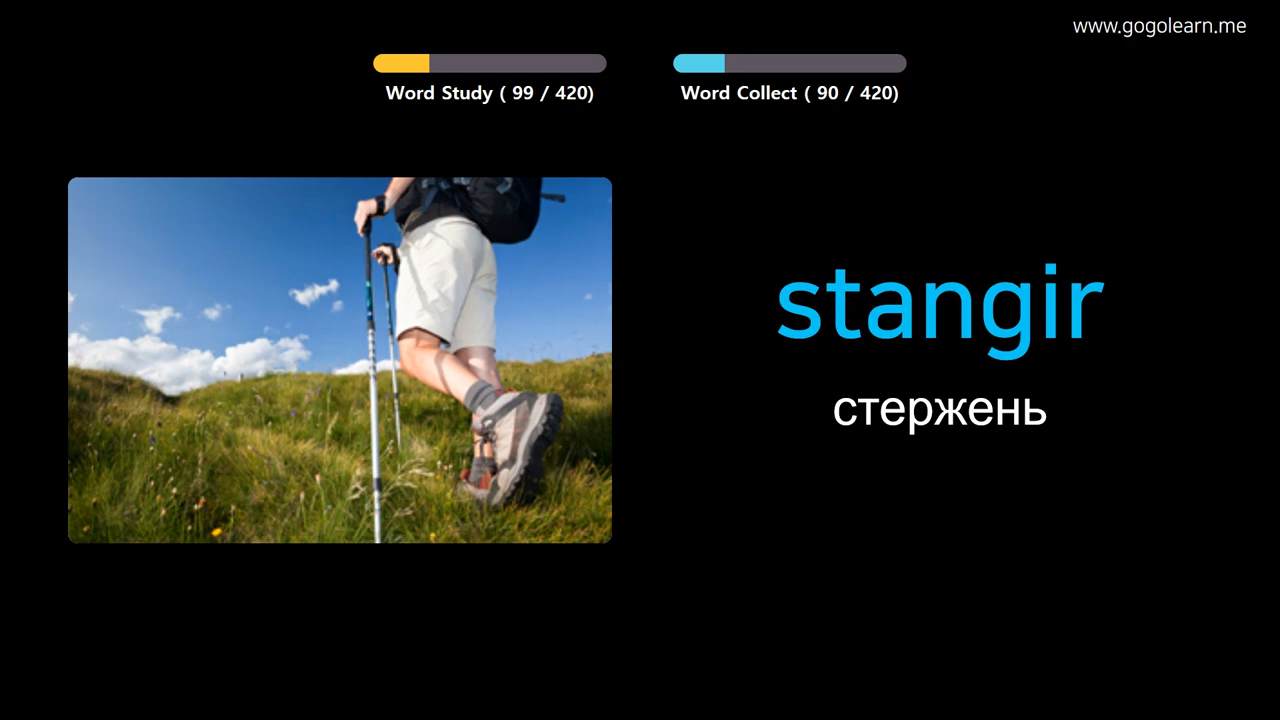 www.gogolearn.me
Word Study ( 99 / 420)
Word Collect ( 90 / 420)
stangir
стержень